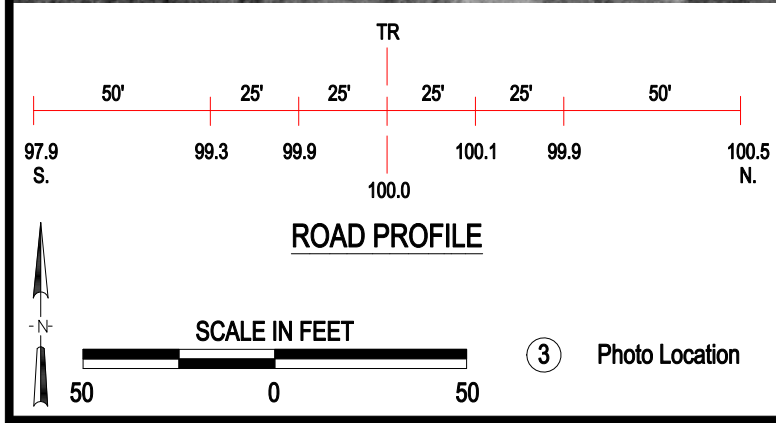 TR
50' 25' 25' 25' 25' 50'
97.9 99.3 99.9 100.1 99.9 100.5
S. N.
100.0
ROAD PROFILE
-N-
SCALE IN FEET
3 Photo Location
50 0 50